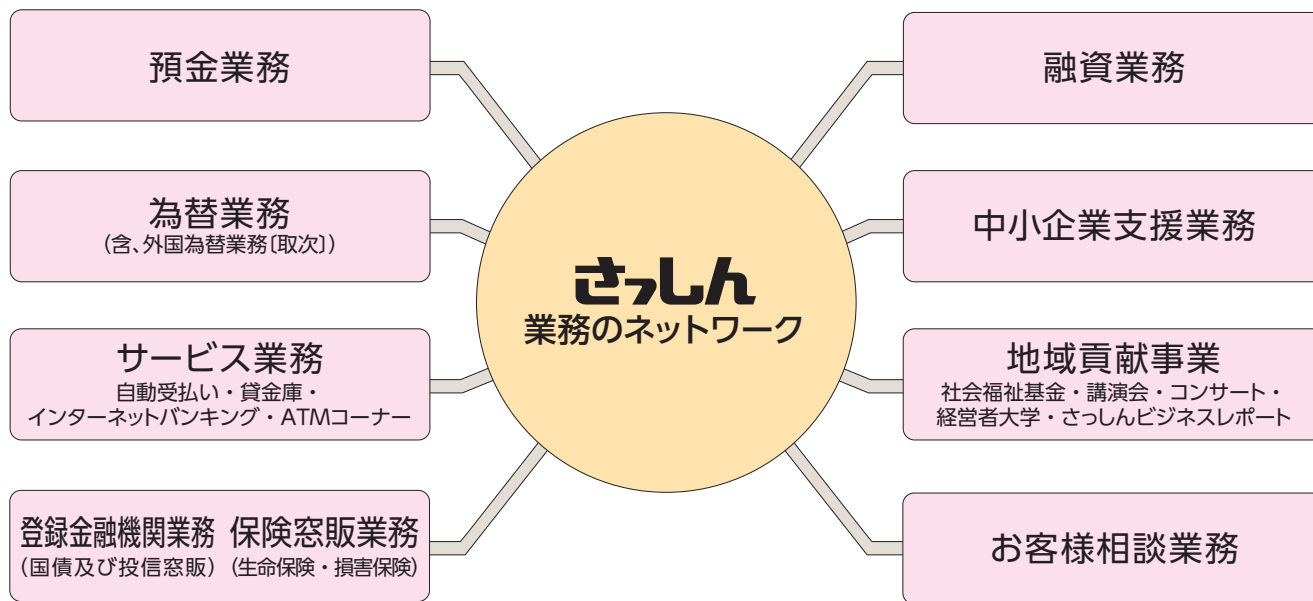 預金業務
為替業務
(含、外国為替業務〔取次〕)
サービス業務
自動受払い・貸金庫・
インターネットバンキング・ATMコーナー
登録金融機関業務 保険窓販業務
(国債及び投信窓販) (生命保険・損害保険)
さっしん
業務のネットワーク
融資業務
中小企業支援業務
地域貢献事業
社会福祉基金・講演会・コンサート・
経営者大学・さっしんビジネスレポート
お客様相談業務